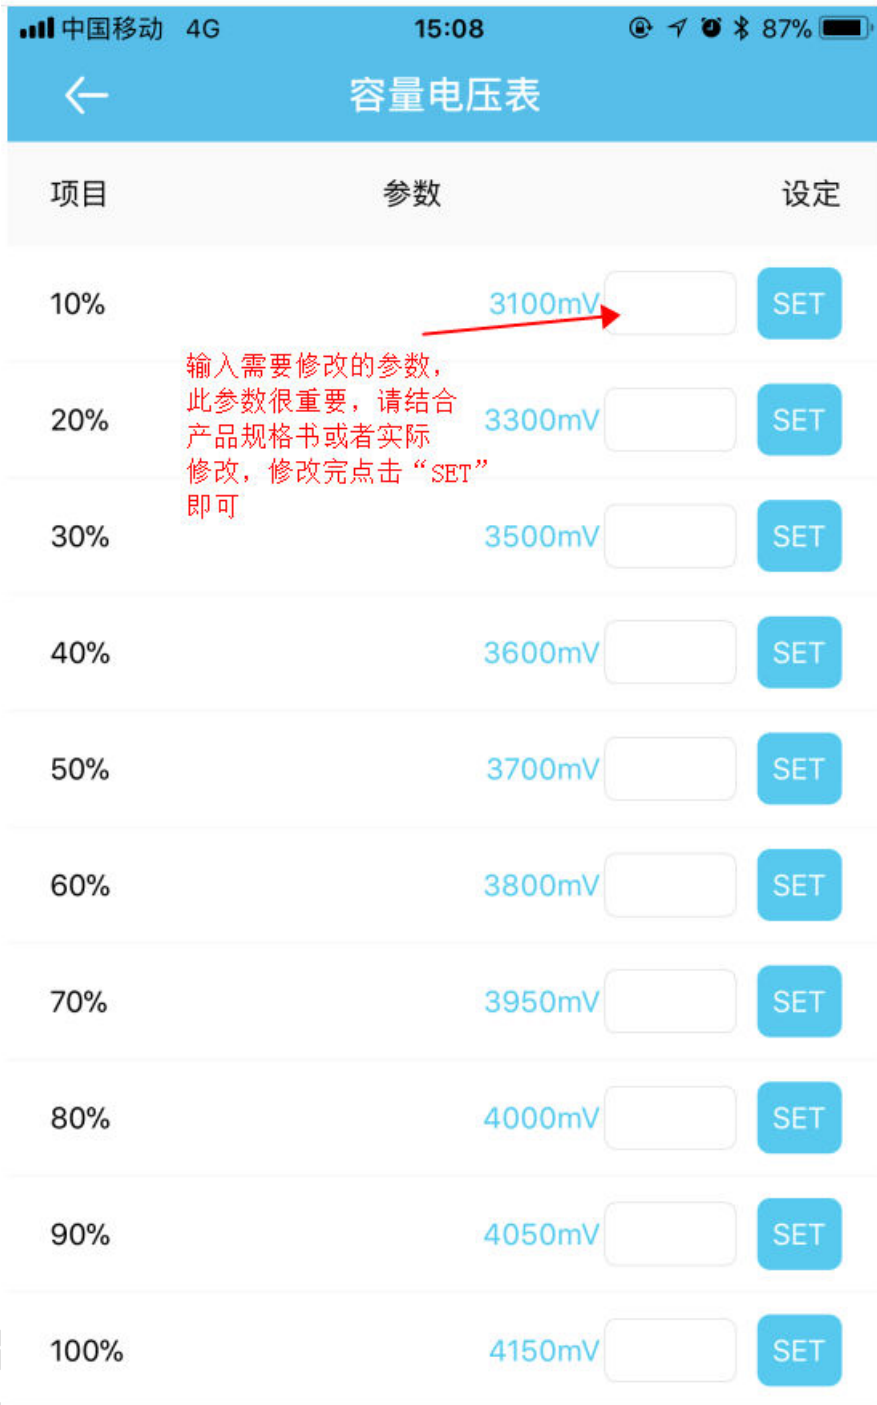 中国移动 4G 15:08 87%
容量电压表
项目 参数 设定
10% 3100mV SET
输入需要修改的参数，
此参数很重要，请结合
20% 3300mV SET
产品规格书或者实际
修改，修改完点击“SET”
即可
30% 3500mV SET
40% 3600mV SET
50% 3700mV SET
60% 3800mV SET
70% 3950mV SET
80% 4000mV SET
90% 4050mV SET
100% 4150mV SET